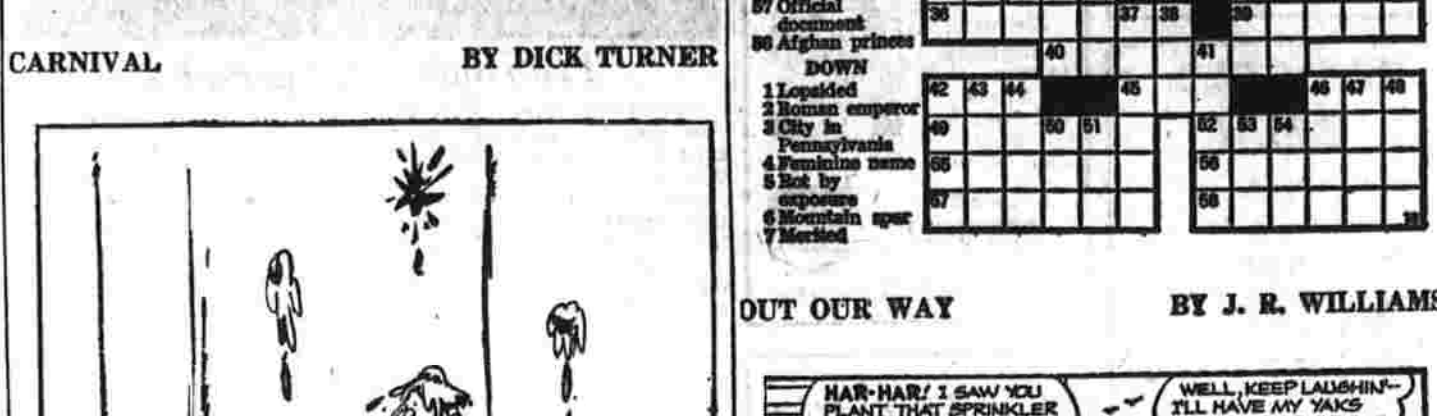 CARNIVAL BY DICK TURNER
57 Official
document
58 Afghan princes
DOWN
1 Lopsided
2 Roman emperor
3 City in
Pennsylvania
4 Feminine name
5 Rot by
exposure
6 Mountain spur
7 Merited
36 37 38 39
40 41
42 43 44 45 46 47 48
49 50 51 52 53 54
55 56
57 58
OUT OUR WAY BY J. R. WILLIAMS
HAR-HAR! I SAW YOU
PLANT THAT SPRINKLER
WELL, KEEP LAUGHIN'--
I'LL HAVE MY YAKS